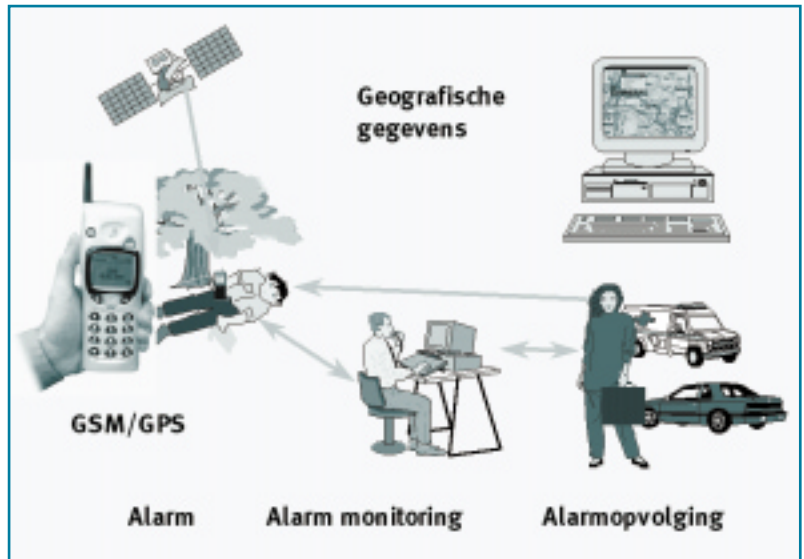 Geografische
gegevens
GSM/GPS
Alarm
Alarm monitoring
Alarmopvolging